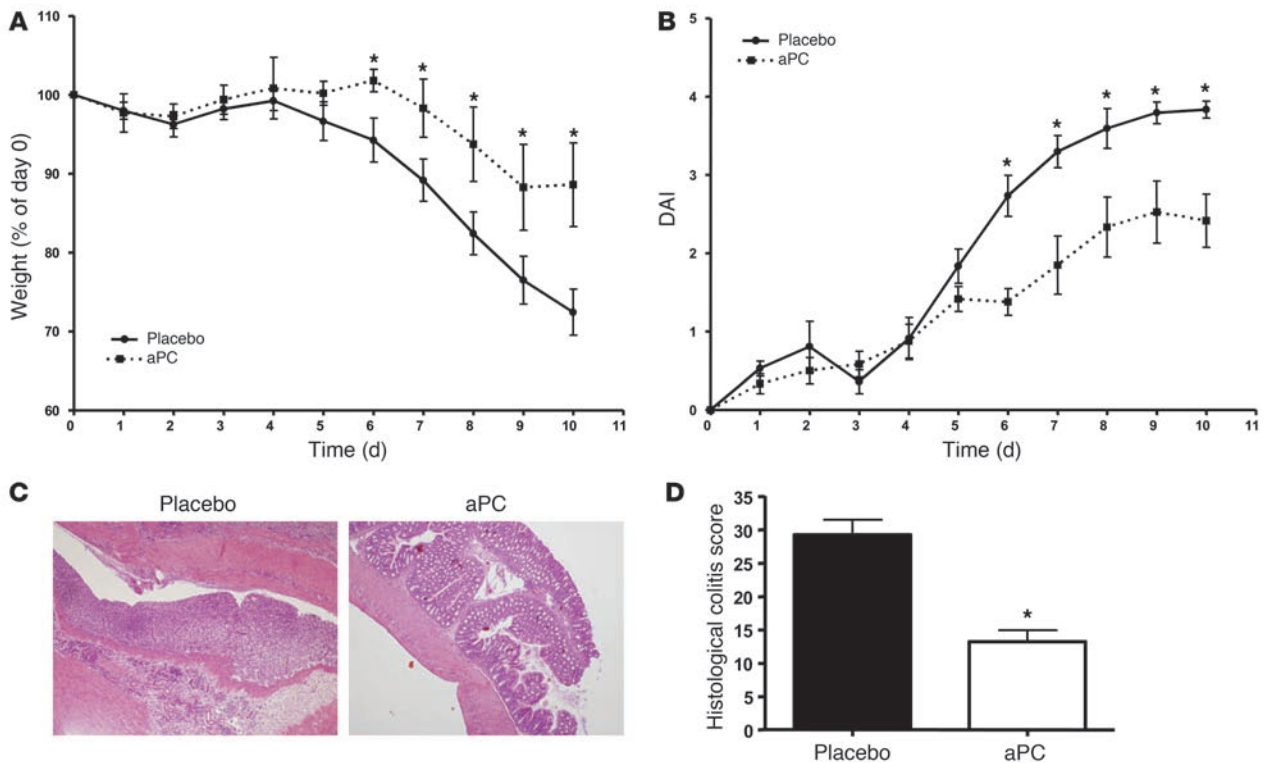 A
110
100
90
80
70
60
Weight (% of day 0)
*
*
*
*
*
Placebo
aPC
0 1 2 3 4 5 6 7 8 9 10 11
Time (d)
B
5
4
3
2
1
0
DAI
Placebo
aPC
*
*
*
*
*
0 1 2 3 4 5 6 7 8 9 10 11
Time (d)
C
Placebo aPC
D
35
30
25
20
15
10
5
0
Histological colitis score
*
Placebo aPC